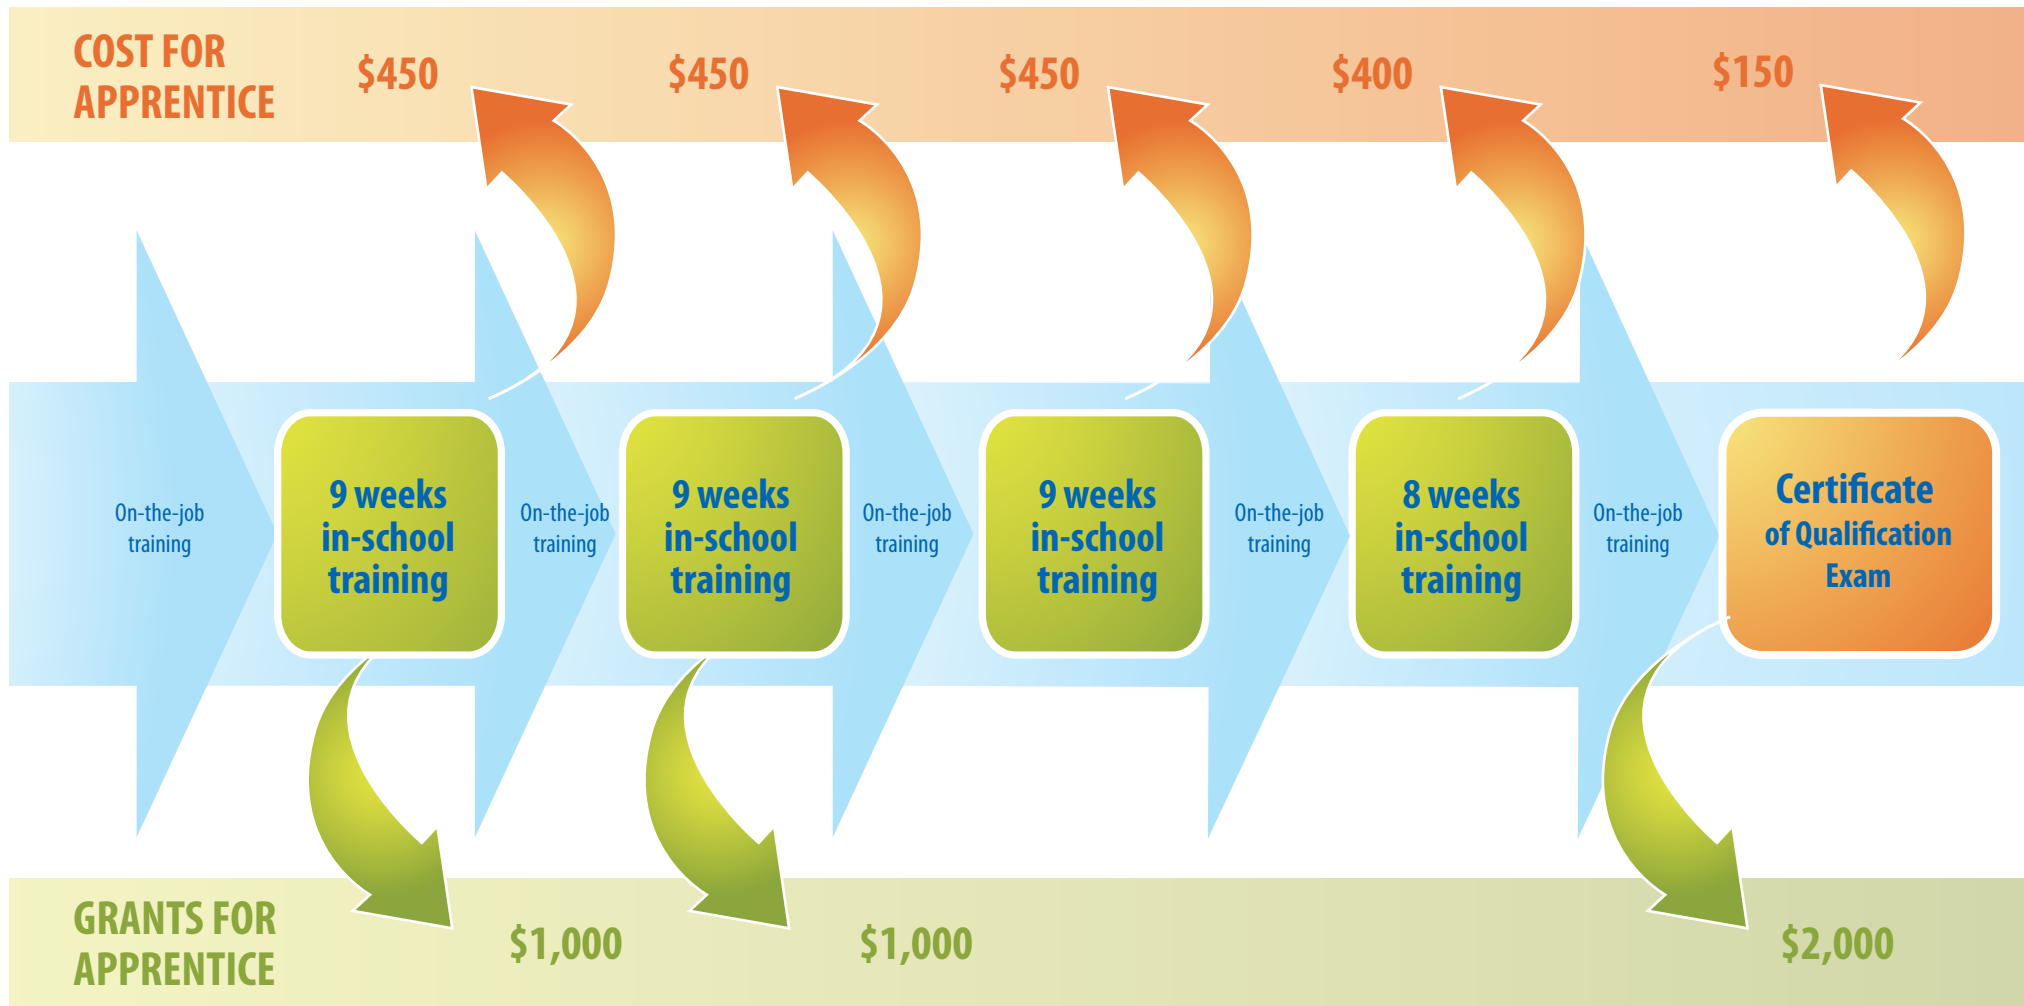 COST FOR
APPRENTICE
$450
$450
$450
$400
$150
On-the-job
training
9 weeks
in-school
training
On-the-job
training
9 weeks
in-school
training
On-the-job
training
9 weeks
in-school
training
On-the-job
training
8 weeks
in-school
training
On-the-job
training
Certificate
of Qualification
Exam
GRANTS FOR
APPRENTICE
$1,000
$1,000
$2,000